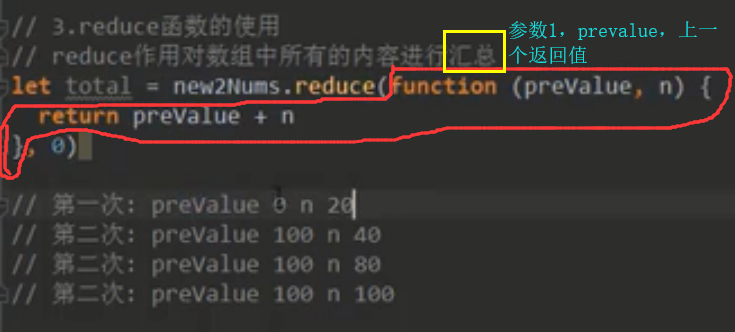 // 3.reduce函数的使用
// reduce作用对数组中所有的内容进行汇总
参数1，prevalue，上一
个返回值
let total = new2Nums.reduce(function (preValue, n) {
return preValue + n
}, 0)
// 第一次: preValue 0 n 20
// 第二次: preValue 100 n 40
// 第二次: preValue 100 n 80
// 第二次: preValue 100 n 100